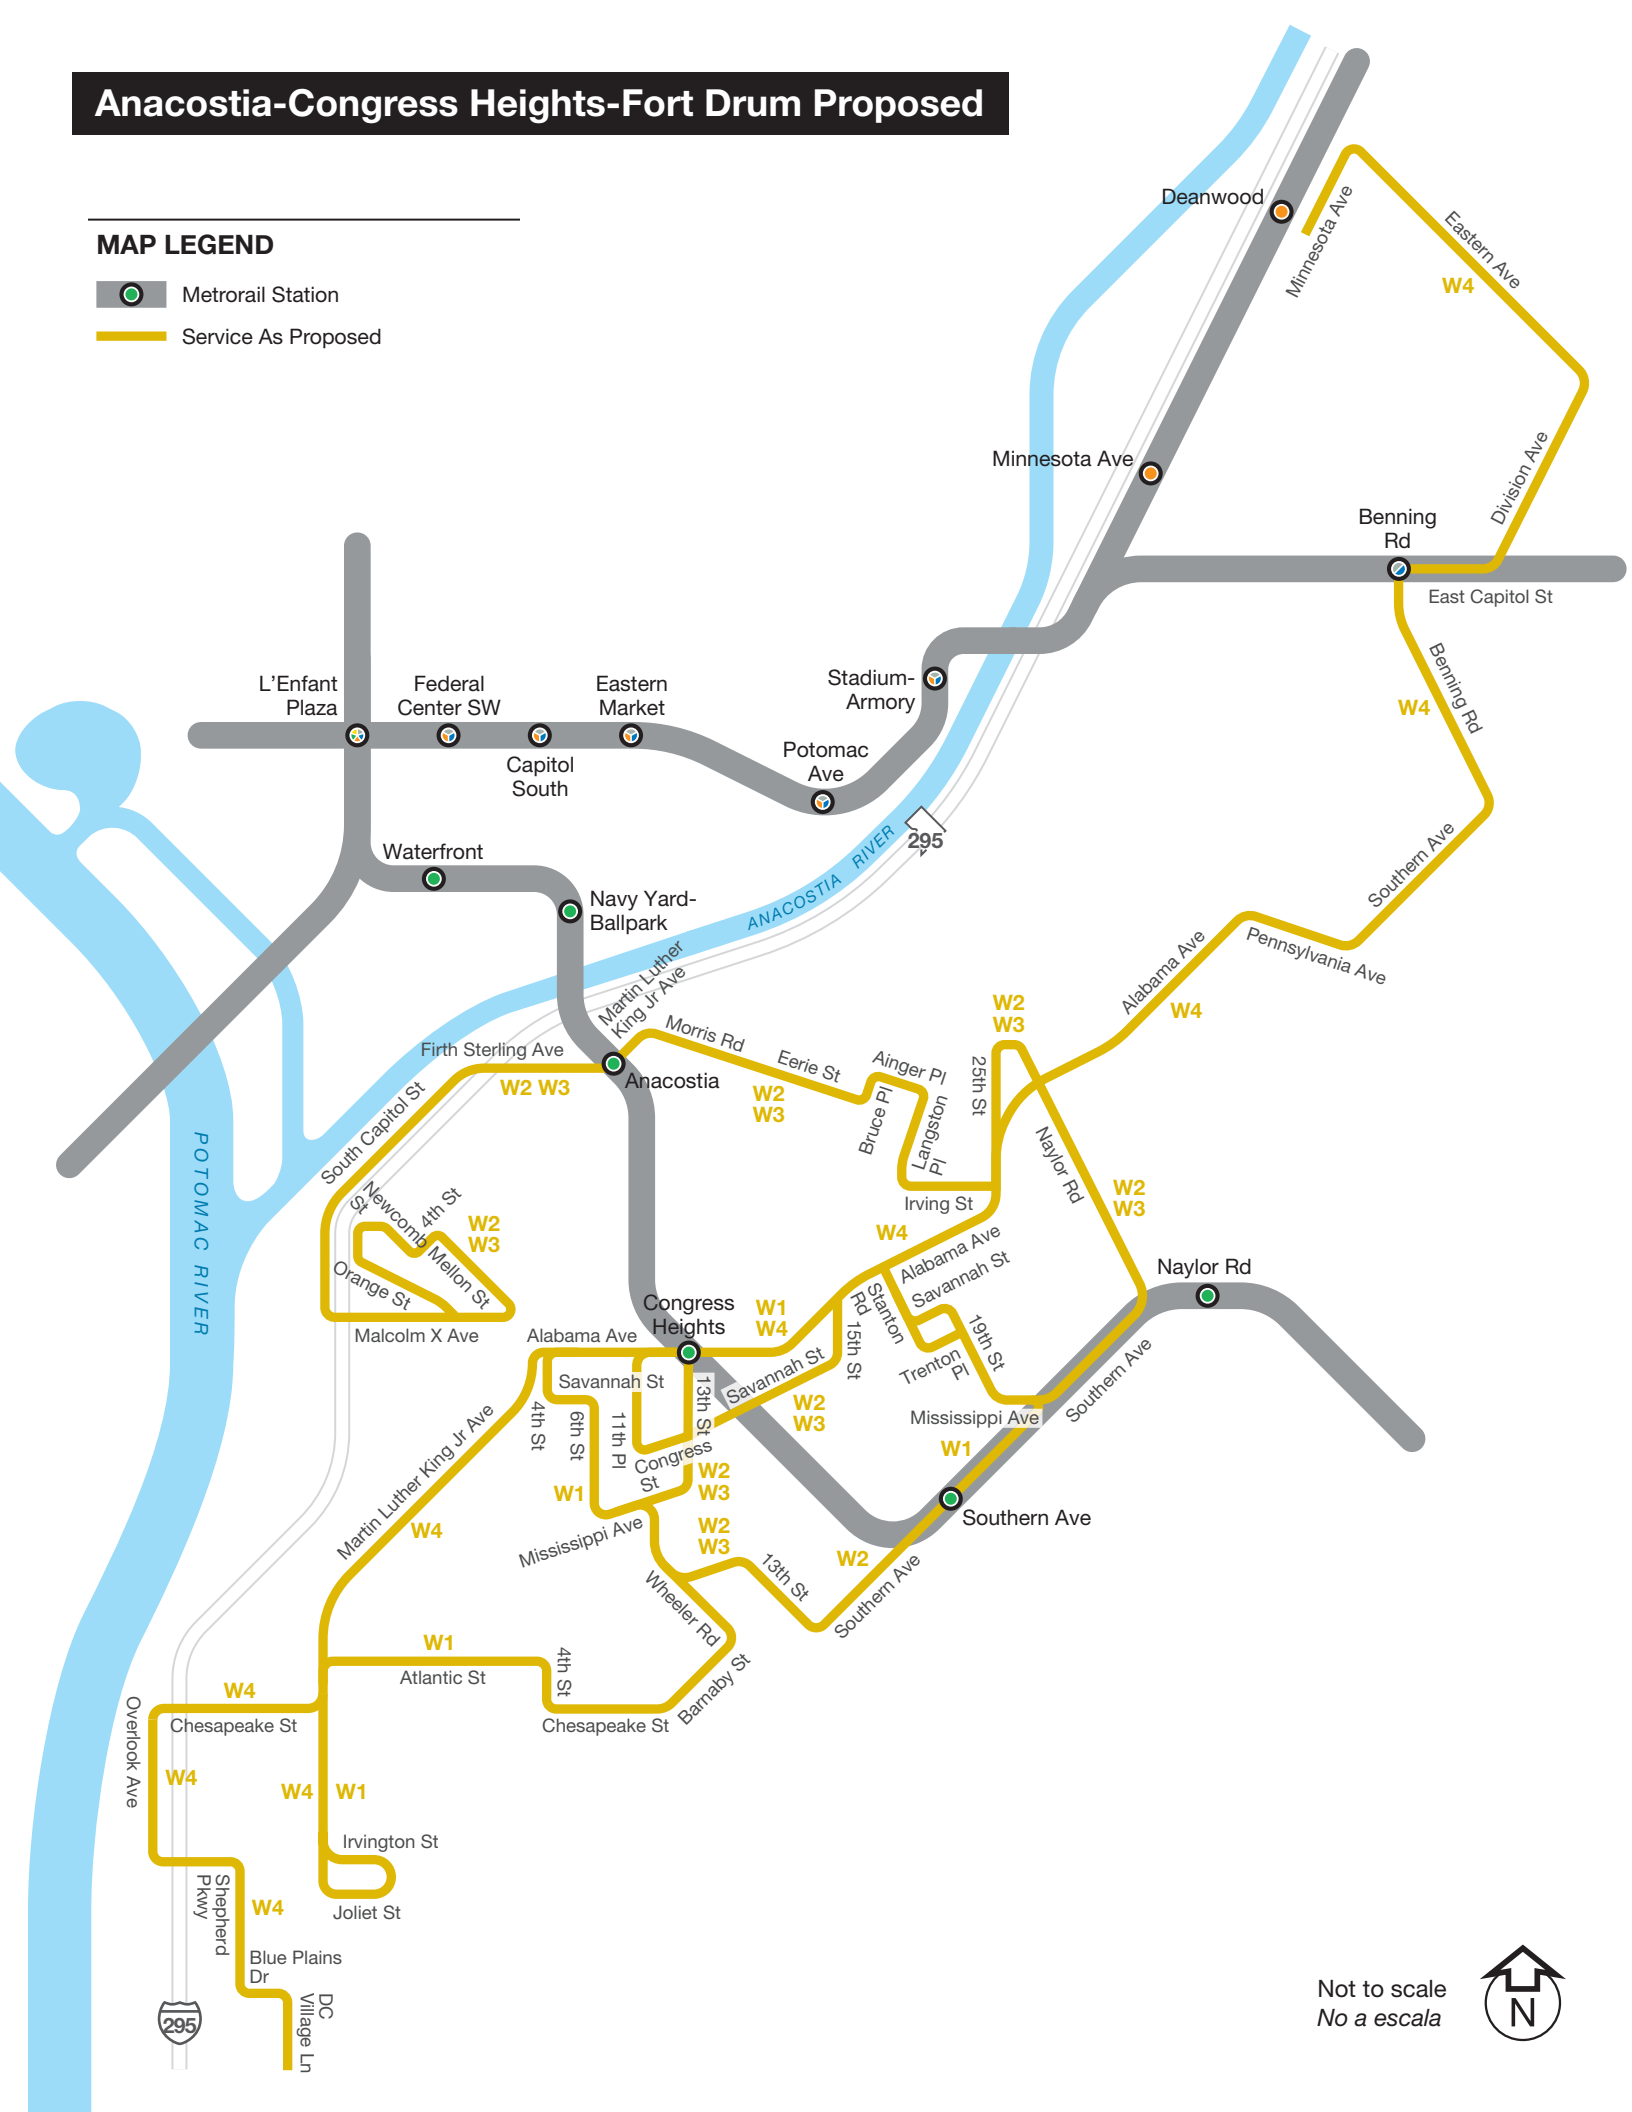 Anacostia-Congress Heights-Fort Drum Proposed
MAP LEGEND
Metrorail Station
Service As Proposed
Deanwood
Minnesota Ave
Eastern Ave
W4
Minnesota Ave
Division Ave
Benning
Rd
East Capitol St
Benning Rd
W4
L'Enfant
Plaza
Federal
Center SW
Eastern
Market
Capitol
South
Stadium-
Armory
Potomac
Ave
295
ANACOSTIA RIVER
Southern Ave
Waterfront
Navy Yard-
Ballpark
Pennsylvania Ave
Alabama Ave
W4
Martin Luther
King Jr Ave
Morris Rd
Eerie St
Ainger Pl
W2
W3
25th St
Firth Sterling Ave
W2 W3
Anacostia
W2
W3
Bruce Pl
Langston
Pl
Irving St
South Capitol St
Naylor Rd
W2
W3
POTOMAC RIVER
Newcomb
St
4th St
W2
W3
Mellon St
Orange St
Malcolm X Ave
W4
Alabama Ave
Savannah St
Stanton
Rd
Naylor Rd
Congress
Heights
W1
W4
Alabama Ave
Savannah St
13th St
Savannah St
15th St
19th St
Trenton
Pl
Southern Ave
W2
W3
Mississippi Ave
W1
4th St
6th St
11th Pl
Congress
St
W2
W3
W1
Martin Luther King Jr Ave
W4
Mississippi Ave
W2
W3
Southern Ave
W2
13th St
Southern Ave
Wheeler Rd
W1
Atlantic St
4th St
Barnaby St
W4
Chesapeake St
Chesapeake St
Overlook Ave
W4
W4
W1
Irvington St
Joliet St
Shepherd
Pkwy
W4
Blue Plains
Dr
DC
Village Ln
295
Not to scale
No a escala
N